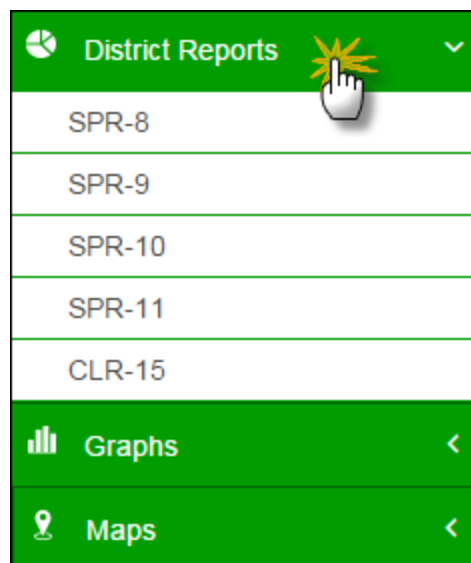 District Reports
SPR-8
SPR-9
SPR-10
SPR-11
CLR-15
Graphs
Maps